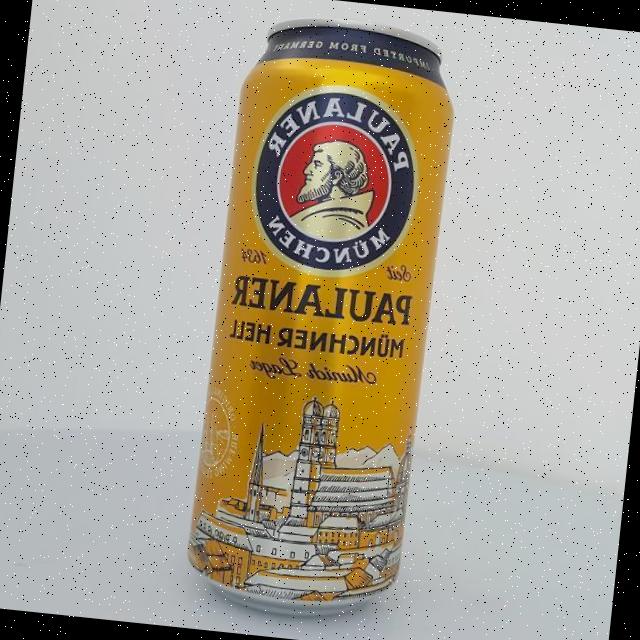 IMPORTED FROM GERMANY
PAULANER
MÜNCHEN
Seit 1634
PAULANER
MÜNCHNER HELL
Munich Lager